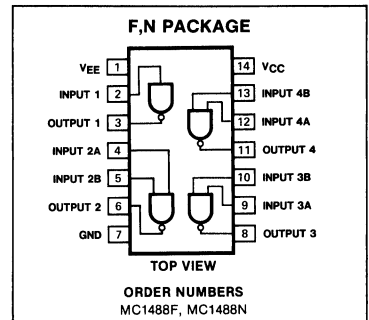 F,N PACKAGE
VEE 1 14 VCC
INPUT 1 2 13 INPUT 4B
OUTPUT 1 3 12 INPUT 4A
INPUT 2A 4 11 OUTPUT 4
INPUT 2B 5 10 INPUT 3B
OUTPUT 2 6 9 INPUT 3A
GND 7 8 OUTPUT 3
TOP VIEW
ORDER NUMBERS
MC1488F, MC1488N